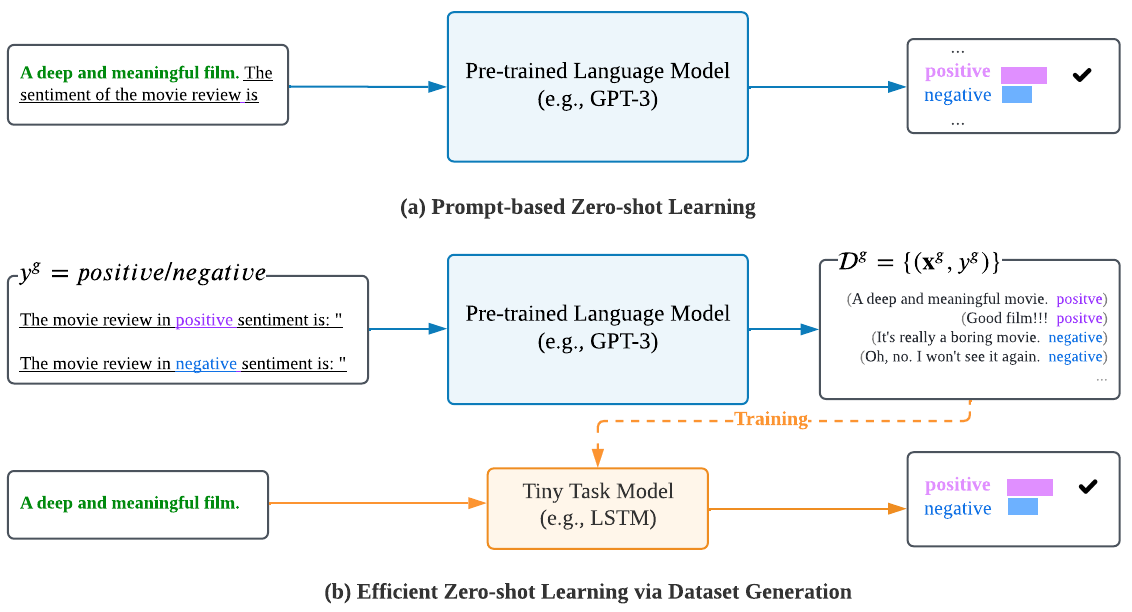 A deep and meaningful film. The
sentiment of the movie review is
Pre-trained Language Model
(e.g., GPT-3)
...
positive
negative
...
(a) Prompt-based Zero-shot Learning
y^g = positive/negative
The movie review in positive sentiment is: "
The movie review in negative sentiment is: "
Pre-trained Language Model
(e.g., GPT-3)
𝒟^g = {(x^g, y^g)}
(A deep and meaningful movie. positve)
(Good film!!! positve)
(It's really a boring movie. negative)
(Oh, no. I won't see it again. negative)
...
Training
A deep and meaningful film.
Tiny Task Model
(e.g., LSTM)
positive
negative
(b) Efficient Zero-shot Learning via Dataset Generation